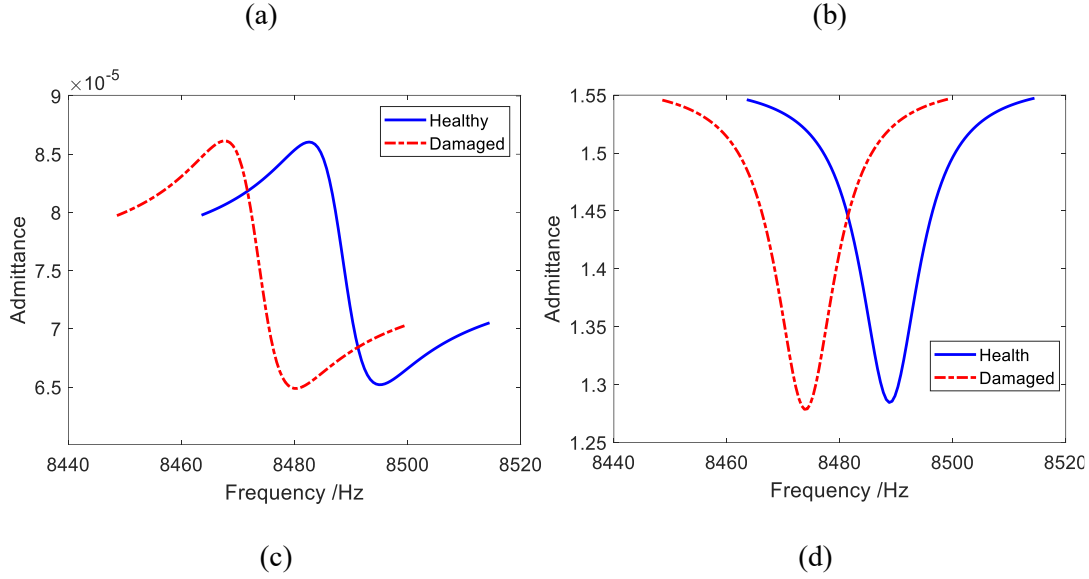 (a)
(b)
×10⁻⁵
9
8.5
8
7.5
7
6.5
Admittance
Healthy
Damaged
8440
8460
8480
8500
8520
Frequency /Hz
1.55
1.5
1.45
1.4
1.35
1.3
1.25
Admittance
Health
Damaged
8440
8460
8480
8500
8520
Frequency /Hz
(c)
(d)